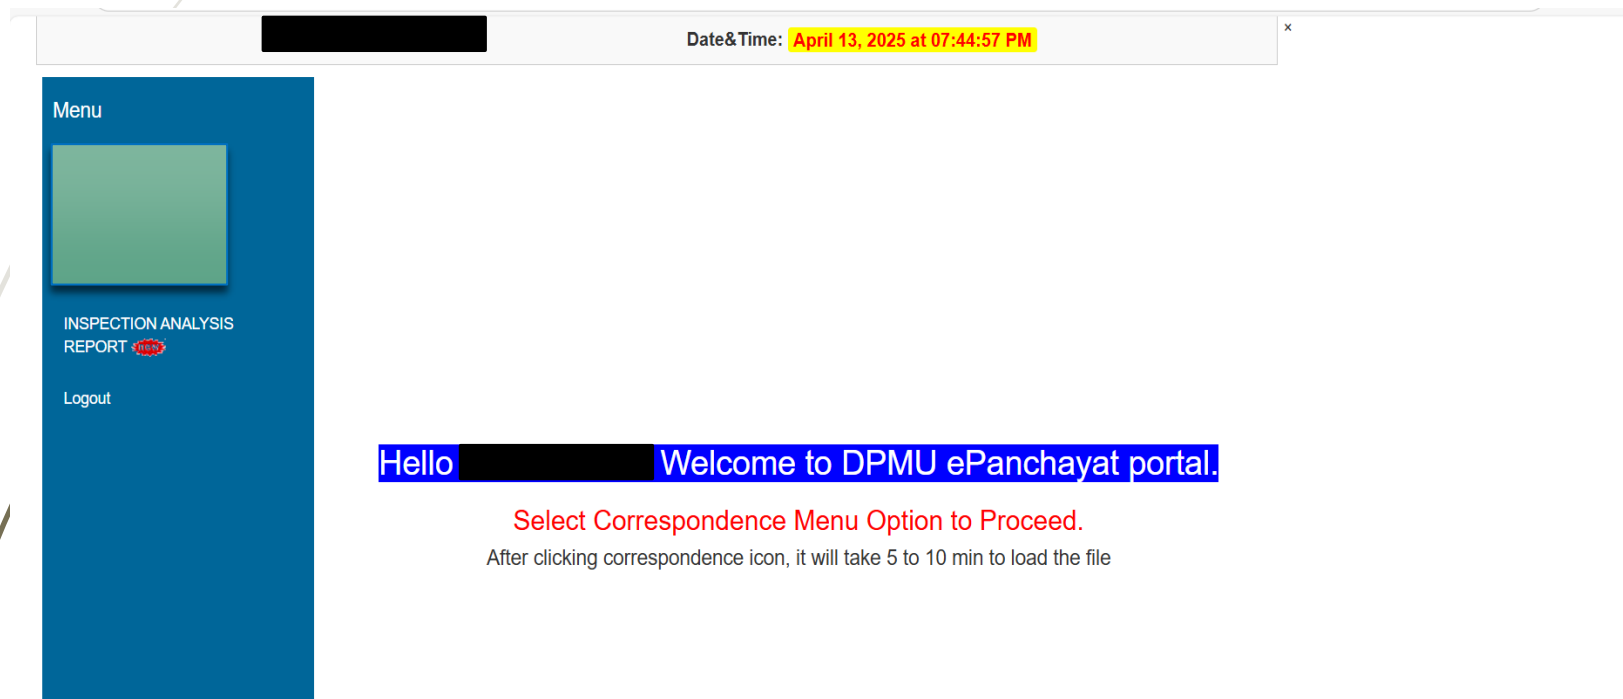 Date&Time: April 13, 2025 at 07:44:57 PM
×
Menu
INSPECTION ANALYSIS
REPORT
Logout
Hello Welcome to DPMU ePanchayat portal.
Select Correspondence Menu Option to Proceed.
After clicking correspondence icon, it will take 5 to 10 min to load the file